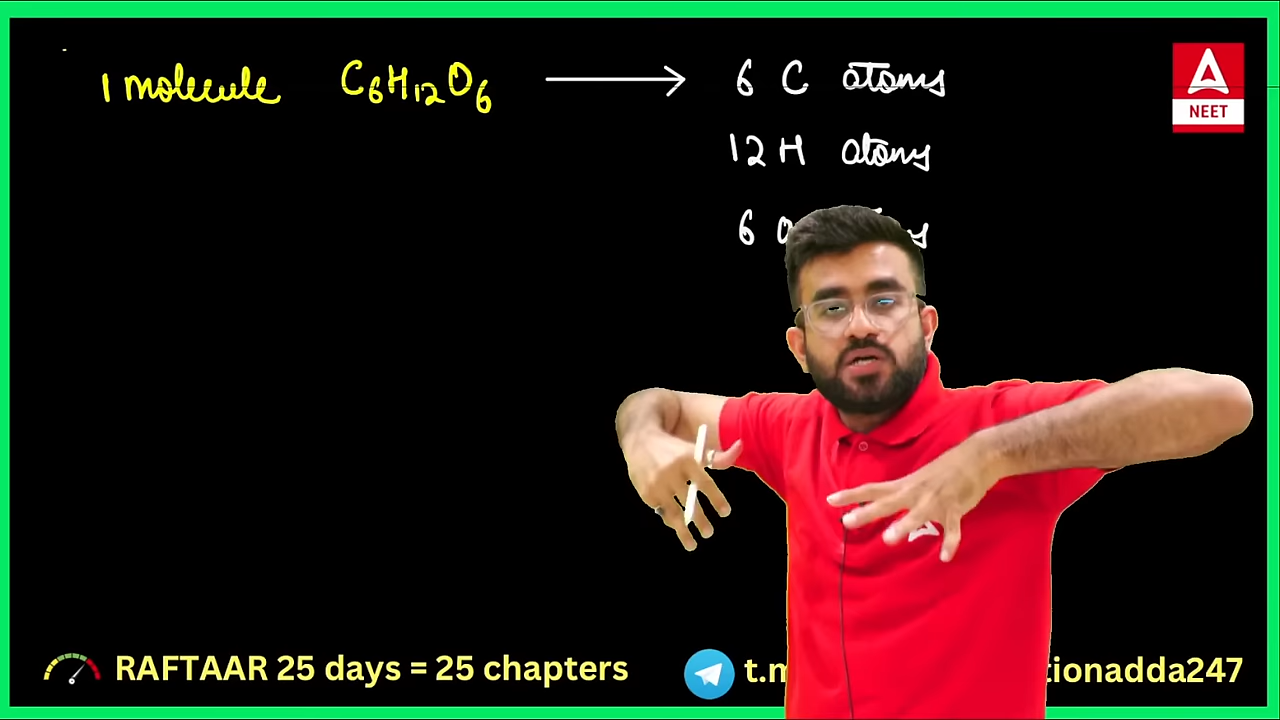 1 molecule C₆H₁₂O₆ → 6 C atoms
12 H atoms
6 O
NEET
RAFTAAR 25 days = 25 chapters
t.m tionadda247